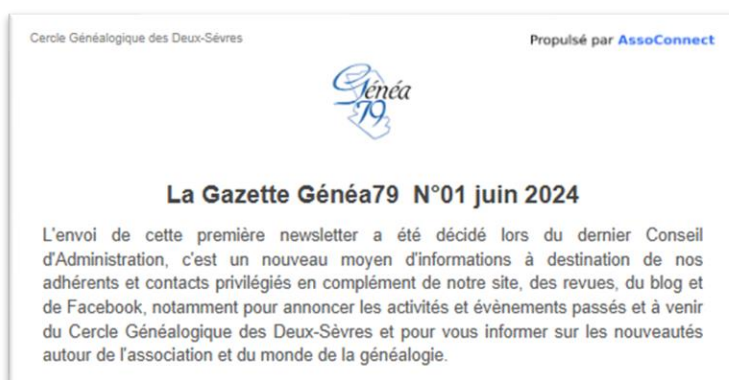 Cercle Généalogique des Deux-Sèvres
Propulsé par AssoConnect
Généa
79
La Gazette Généa79 N°01 juin 2024
L'envoi de cette première newsletter a été décidé lors du dernier Conseil
d'Administration, c'est un nouveau moyen d'informations à destination de nos
adhérents et contacts privilégiés en complément de notre site, des revues, du blog et
de Facebook, notamment pour annoncer les activités et évènements passés et à venir
du Cercle Généalogique des Deux-Sèvres et pour vous informer sur les nouveautés
autour de l'association et du monde de la généalogie.